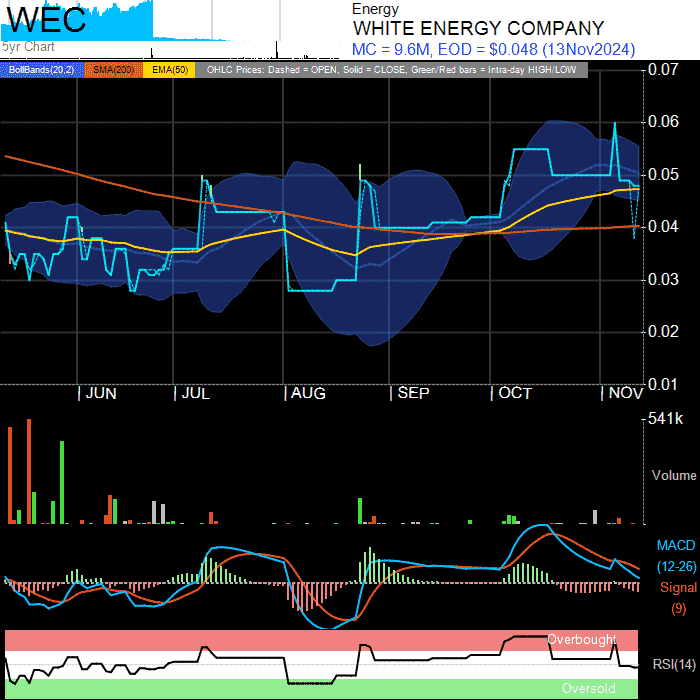 WEC
5yr Chart
Energy
WHITE ENERGY COMPANY
MC = 9.6M, EOD = $0.048 (13Nov2024)
BollBands(20,2) SMA(200) EMA(50) OHLC Prices: Dashed = OPEN, Solid = CLOSE, Green/Red bars = Intra-day HIGH/LOW
0.07
0.06
0.05
0.04
0.03
0.02
0.01
| JUN | JUL | AUG | SEP | OCT | NOV
541k
Volume
MACD
(12-26)
Signal
(9)
Overbought
RSI(14)
Oversold